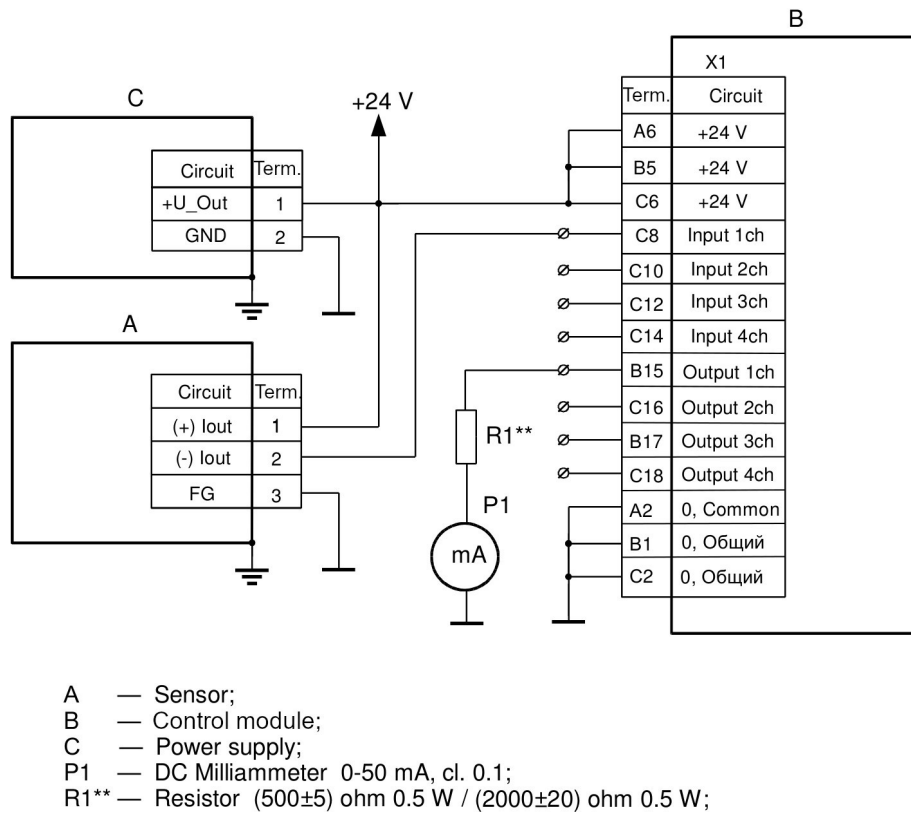 B
X1
Term. Circuit
A6 +24 V
B5 +24 V
C6 +24 V
C8 Input 1ch
C10 Input 2ch
C12 Input 3ch
C14 Input 4ch
B15 Output 1ch
C16 Output 2ch
B17 Output 3ch
C18 Output 4ch
A2 0, Common
B1 0, Общий
C2 0, Общий
C
+24 V
Circuit Term.
+U_Out 1
GND 2
A
Circuit Term.
(+) Iout 1
(-) Iout 2
FG 3
R1**
P1
mA
A — Sensor;
B — Control module;
C — Power supply;
P1 — DC Milliammeter 0-50 mA, cl. 0.1;
R1** — Resistor (500±5) ohm 0.5 W / (2000±20) ohm 0.5 W;